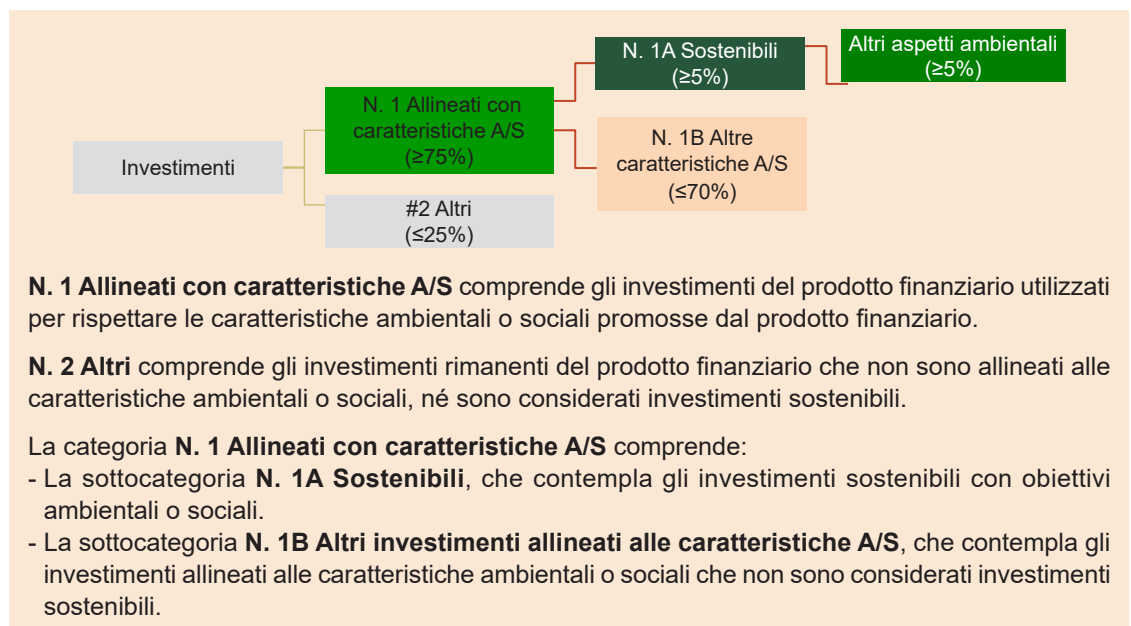 Investimenti
N. 1 Allineati con
caratteristiche A/S
(≥75%)
#2 Altri
(≤25%)
N. 1A Sostenibili
(≥5%)
N. 1B Altre
caratteristiche A/S
(≤70%)
Altri aspetti ambientali
(≥5%)
N. 1 Allineati con caratteristiche A/S comprende gli investimenti del prodotto finanziario utilizzati
per rispettare le caratteristiche ambientali o sociali promosse dal prodotto finanziario.
N. 2 Altri comprende gli investimenti rimanenti del prodotto finanziario che non sono allineati alle
caratteristiche ambientali o sociali, né sono considerati investimenti sostenibili.
La categoria N. 1 Allineati con caratteristiche A/S comprende:
- La sottocategoria N. 1A Sostenibili, che contempla gli investimenti sostenibili con obiettivi
ambientali o sociali.
- La sottocategoria N. 1B Altri investimenti allineati alle caratteristiche A/S, che contempla gli
investimenti allineati alle caratteristiche ambientali o sociali che non sono considerati investimenti
sostenibili.